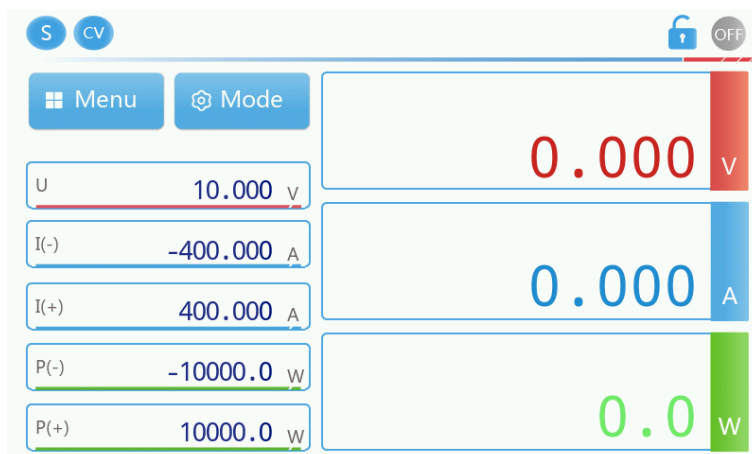 S CV OFF
Menu Mode
0.000 V
U 10.000 V
I(-) -400.000 A
0.000 A
I(+) 400.000 A
P(-) -10000.0 W
0.0 W
P(+) 10000.0 W